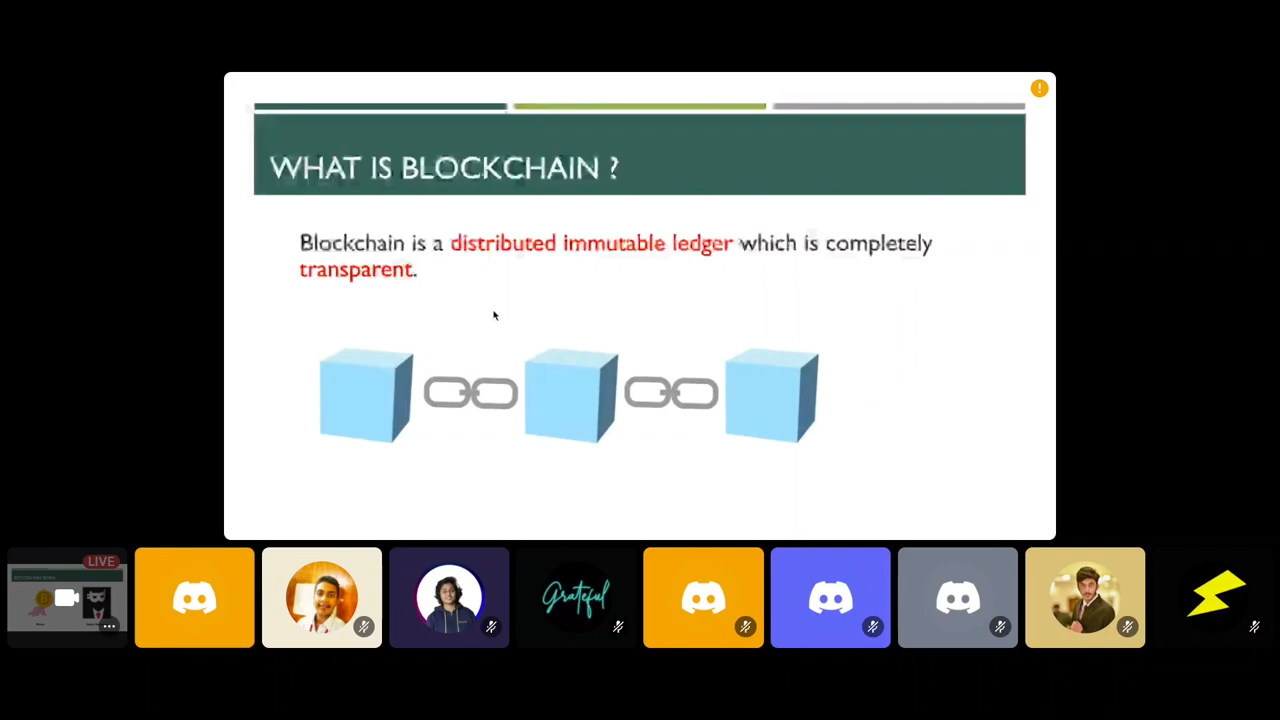 WHAT IS BLOCKCHAIN ?
Blockchain is a distributed immutable ledger which is completely
transparent.
LIVE
Grateful